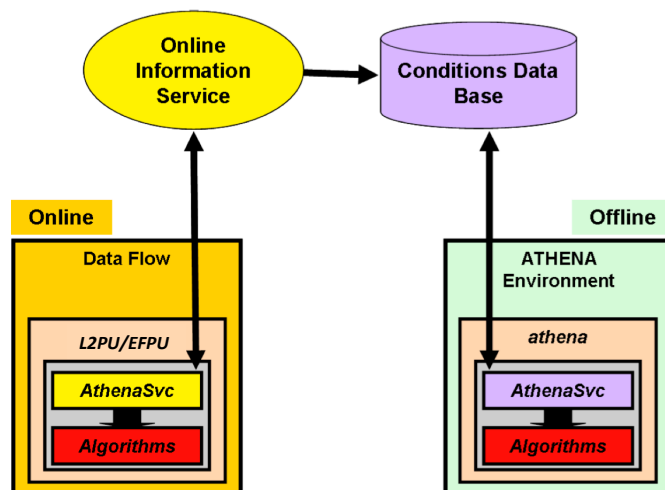 Online
Information
Service
Conditions Data
Base
Online
Offline
Data Flow
ATHENA
Environment
L2PU/EFPU
athena
AthenaSvc
AthenaSvc
Algorithms
Algorithms